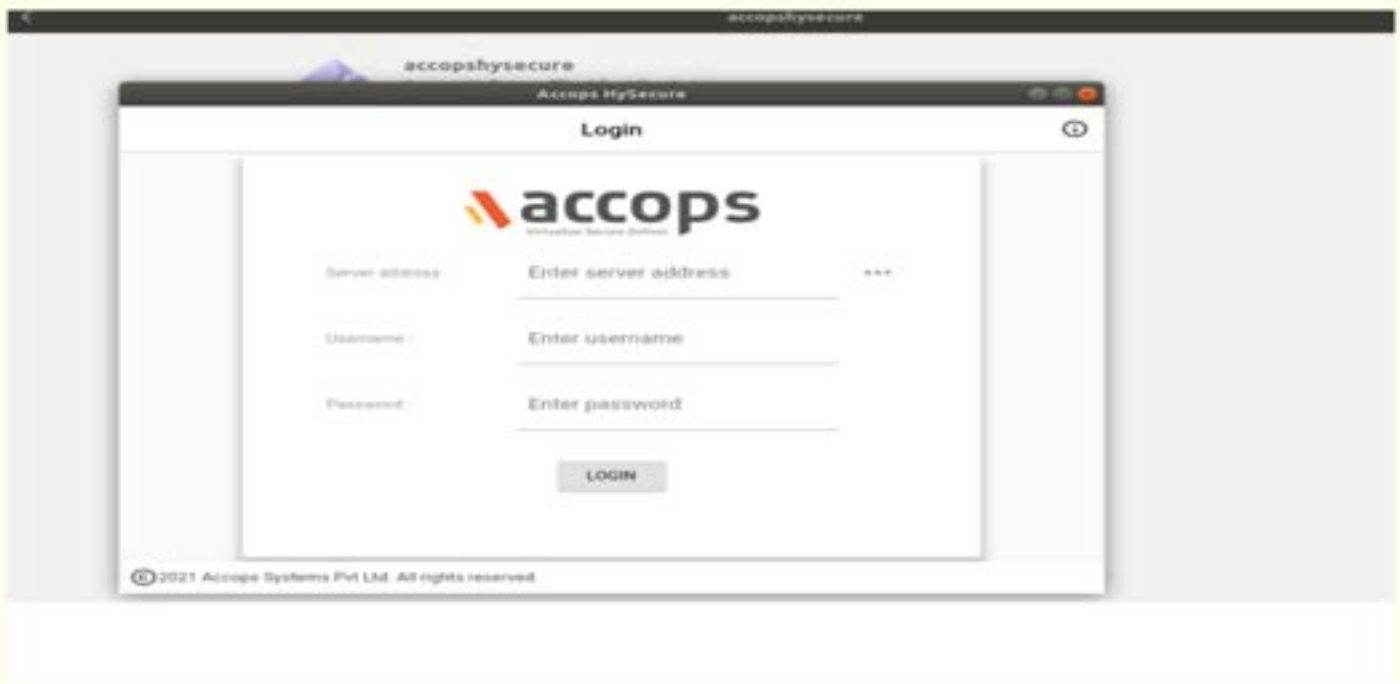 accopshysecure
accopshysecure
Accops HySecure
Login
accops
Server address
Enter server address
...
Username :
Enter username
Password :
Enter password
LOGIN
© 2021 Accops Systems Pvt Ltd. All rights reserved